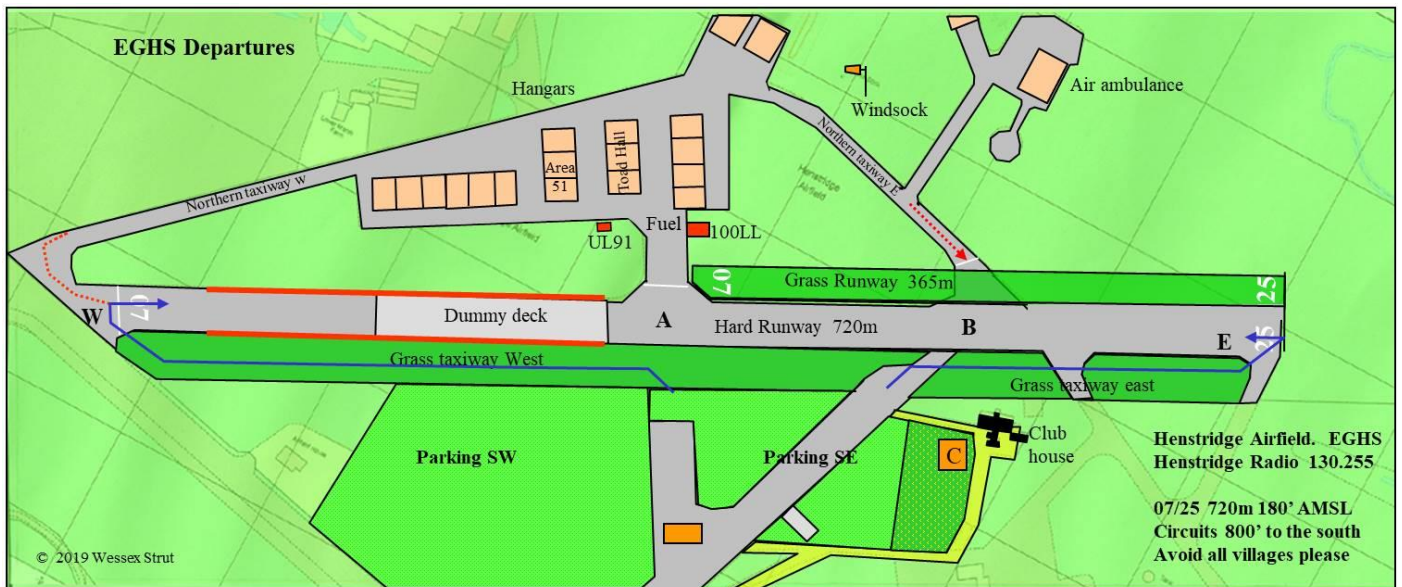 EGHS Departures
Hangars
Windsock
Air ambulance
Northern taxiway E
Northern taxiway w
Area
51
Toad Hall
Henstridge
Airfield
Fuel
UL91
100LL
07
Grass Runway 365m
25
W
07
Dummy deck
A
Hard Runway 720m
B
E
25
Grass taxiway West
Grass taxiway east
Parking SW
Parking SE
C
Club
house
Henstridge Airfield. EGHS
Henstridge Radio 130.255
07/25 720m 180' AMSL
Circuits 800' to the south
Avoid all villages please
© 2019 Wessex Strut